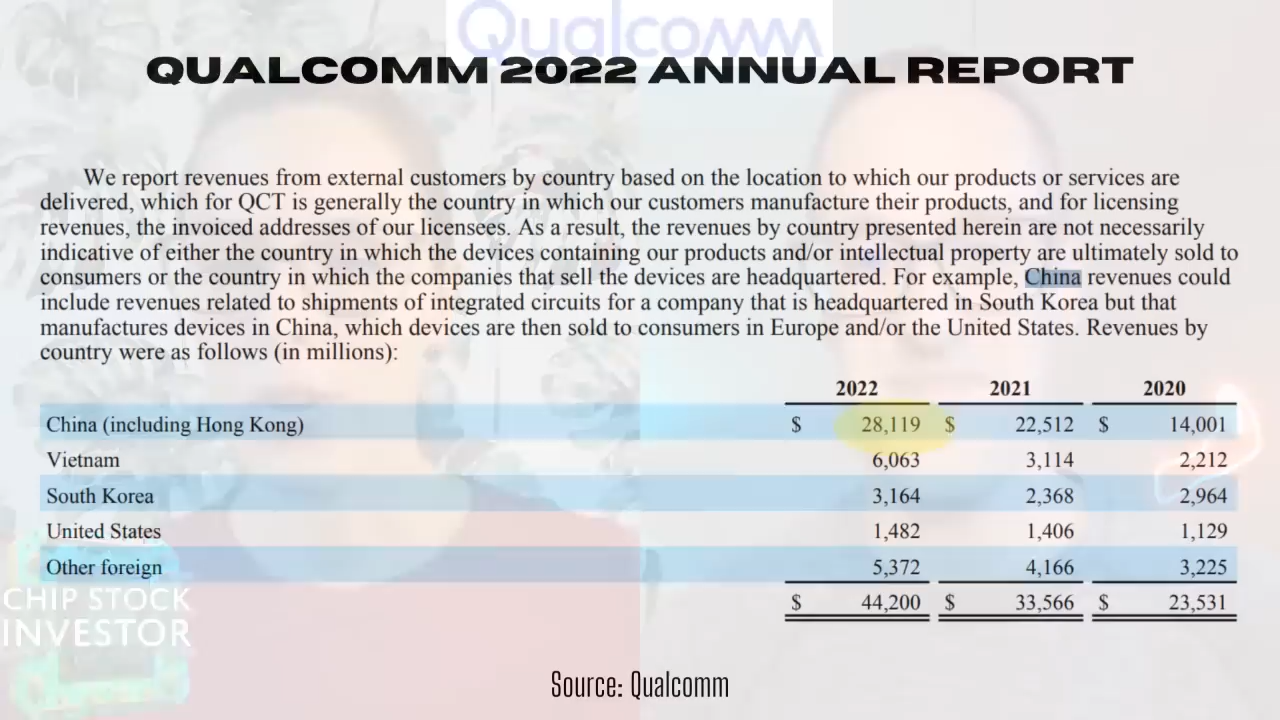 Qualcomm
QUALCOMM 2022 ANNUAL REPORT
We report revenues from external customers by country based on the location to which our products or services are
delivered, which for QCT is generally the country in which our customers manufacture their products, and for licensing
revenues, the invoiced addresses of our licensees. As a result, the revenues by country presented herein are not necessarily
indicative of either the country in which the devices containing our products and/or intellectual property are ultimately sold to
consumers or the country in which the companies that sell the devices are headquartered. For example, China revenues could
include revenues related to shipments of integrated circuits for a company that is headquartered in South Korea but that
manufactures devices in China, which devices are then sold to consumers in Europe and/or the United States. Revenues by
country were as follows (in millions):
2022 2021 2020
China (including Hong Kong) $ 28,119 $ 22,512 $ 14,001
Vietnam 6,063 3,114 2,212
South Korea 3,164 2,368 2,964
United States 1,482 1,406 1,129
Other foreign 5,372 4,166 3,225
$ 44,200 $ 33,566 $ 23,531
CHIP STOCK
INVESTOR
Source: Qualcomm